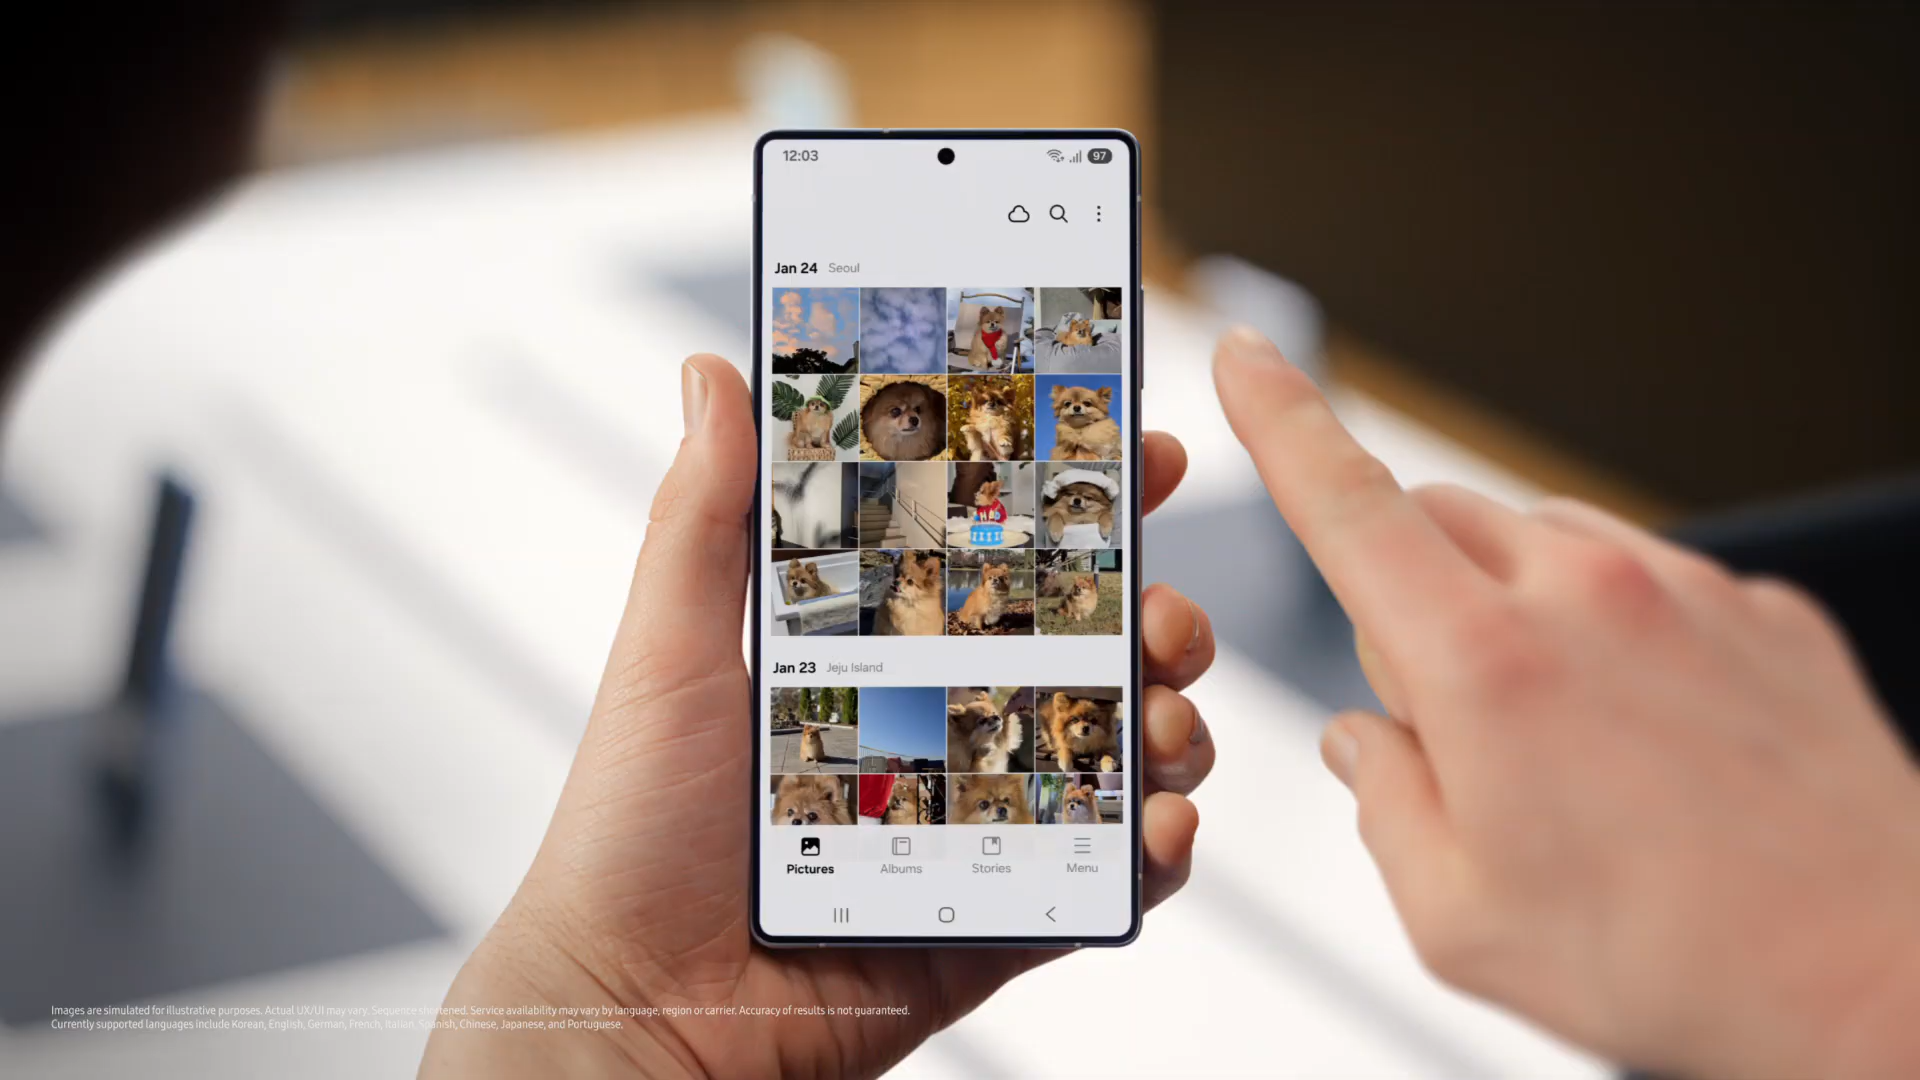 12:03
97
Jan 24 Seoul
Jan 23 Jeju Island
Pictures Albums Stories Menu
Images are simulated for illustrative purposes. Actual UX/UI may vary. Sequence shortened. Service availability may vary by language, region or carrier. Accuracy of results is not guaranteed.
Currently supported languages include Korean, English, German, French, Italian, Spanish, Chinese, Japanese, and Portuguese.